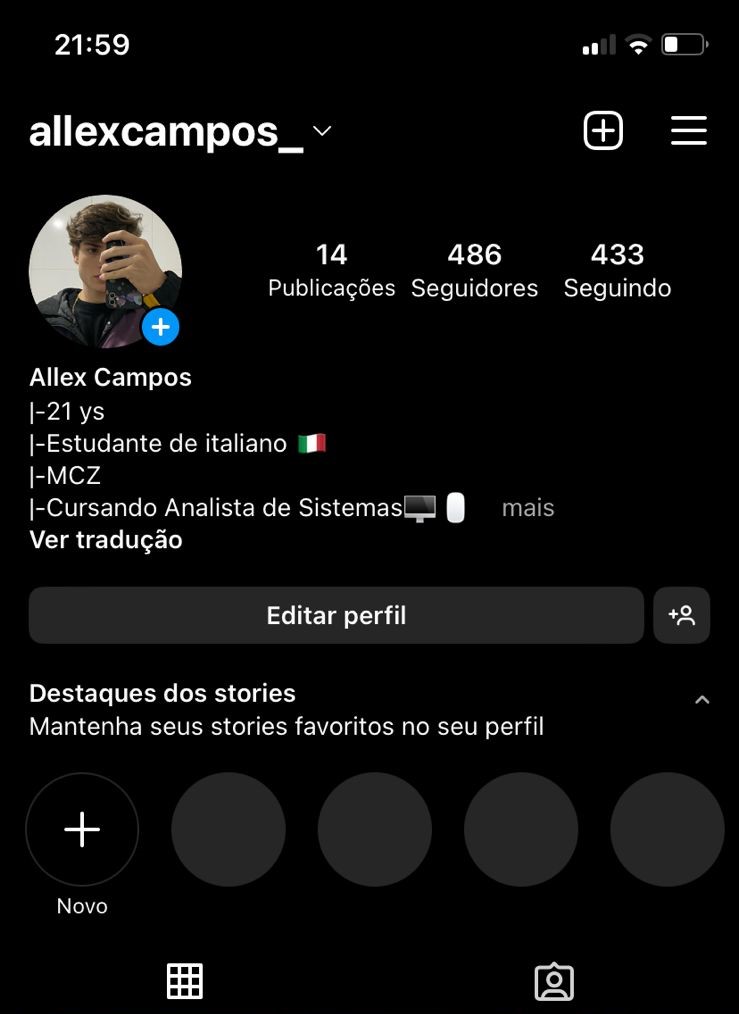 21:59
allexcampos_
14 486 433
Publicações Seguidores Seguindo
Allex Campos
|-21 ys
|-Estudante de italiano 🇮🇹
|-MCZ
|-Cursando Analista de Sistemas🖥️🖱️ mais
Ver tradução
Editar perfil
Destaques dos stories
Mantenha seus stories favoritos no seu perfil
Novo